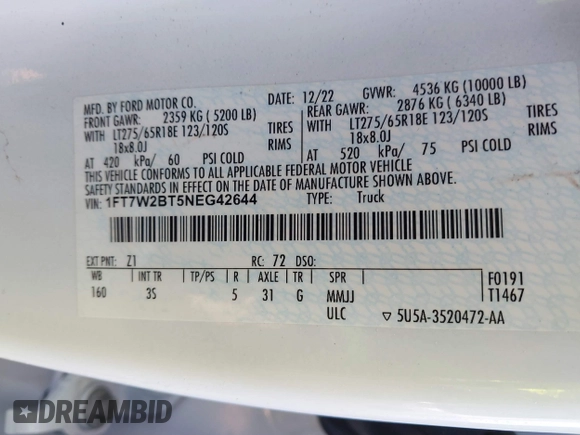 MFD. BY FORD MOTOR CO.
DATE: 12/22 GVWR: 4536 KG (10000 LB)
FRONT GAWR: 2359 KG ( 5200 LB)
REAR GAWR: 2876 KG ( 6340 LB)
WITH LT275/65R18E 123/120S TIRES
WITH LT275/65R18E 123/120S TIRES
18x8.0J RIMS
18x8.0J RIMS
AT 420 kPa/ 60 PSI COLD
AT 520 kPa/ 75 PSI COLD
THIS VEHICLE CONFORMS TO ALL APPLICABLE FEDERAL MOTOR VEHICLE
SAFETY STANDARDS IN EFFECT ON THE DATE OF MANUFACTURE SHOWN ABOVE.
VIN: 1FT7W2BT5NEG42644 TYPE: Truck
EXT PNT: Z1 RC: 72 DSO:
WB INT TR TP/PS R AXLE TR SPR F0191
160 3S 5 31 G MMJJ T1467
ULC ▽ 5U5A-3520472-AA
DREAMBID